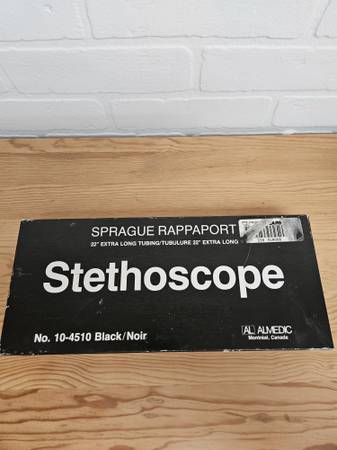 SPRAGUE RAPPAPORT
22" EXTRA LONG TUBING/TUBULURE 22" EXTRA LONG
Stethoscope
No. 10-4510 Black/Noir
AL ALMEDIC
Montréal, Canada